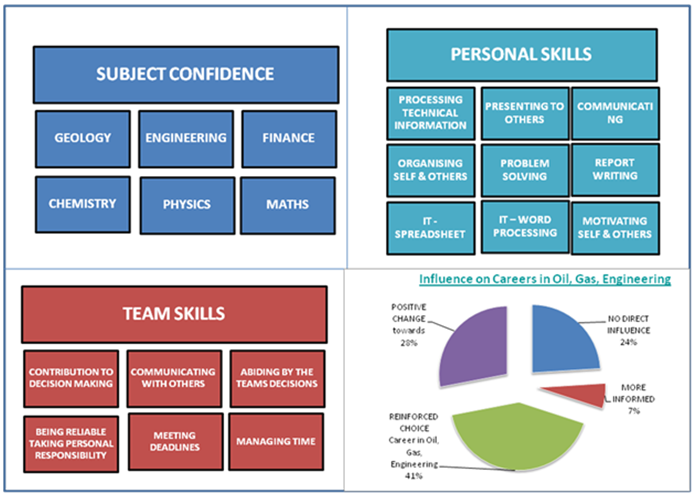 SUBJECT CONFIDENCE
GEOLOGY
ENGINEERING
FINANCE
CHEMISTRY
PHYSICS
MATHS
PERSONAL SKILLS
PROCESSING
TECHNICAL
INFORMATION
PRESENTING TO
OTHERS
COMMUNICATI
NG
ORGANISING
SELF & OTHERS
PROBLEM
SOLVING
REPORT
WRITING
IT -
SPREADSHEET
IT – WORD
PROCESSING
MOTIVATING
SELF & OTHERS
TEAM SKILLS
CONTRIBUTION TO
DECISION MAKING
COMMUNICATING
WITH OTHERS
ABIDING BY THE
TEAMS DECISIONS
BEING RELIABLE
TAKING PERSONAL
RESPONSIBILITY
MEETING
DEADLINES
MANAGING TIME
Influence on Careers in Oil, Gas, Engineering
POSITIVE
CHANGE
towards
28%
NO DIRECT
INFLUENCE
24%
MORE
INFORMED
7%
REINFORCED
CHOICE
Career in Oil,
Gas,
Engineering
41%